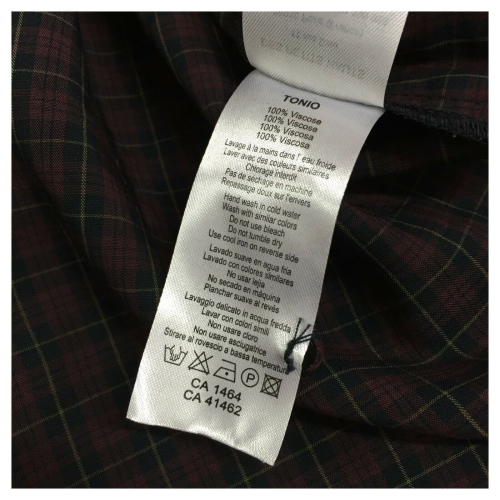 TONIO
100% Viscose
100% Viscose
100% Viscosa
100% Viscosa
Lavage à la mains dans l' eau froide
Laver avec des couleurs similaires
Chlorage interdit
Pas de séchage en machine
Repassage doux sur l'envers
Hand wash in cold water
Wash with similar colors
Do not use bleach
Do not tumble dry
Use cool iron on reverse side
Lavado suave en agua fria
Lavado con colores similares
No usar lejia
No secado en máquina
Planchar suave al revés
Lavaggio delicato in acqua fredda
Lavar con colori simili
Non usare cloro
Non usare asciugatrice
Stirare al rovescio a bassa temperatura
P
CA 1464
CA 41462